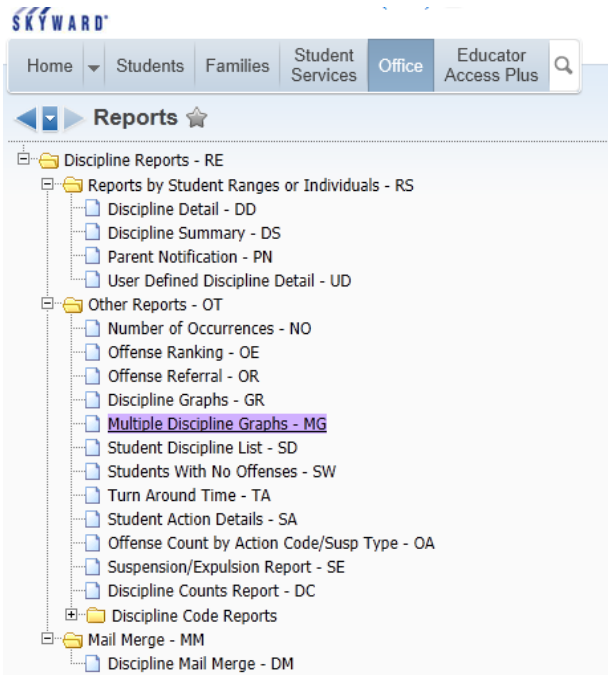 SKYWARD
Home Students Families Student Services Office Educator Access Plus
Reports
Discipline Reports - RE
Reports by Student Ranges or Individuals - RS
Discipline Detail - DD
Discipline Summary - DS
Parent Notification - PN
User Defined Discipline Detail - UD
Other Reports - OT
Number of Occurrences - NO
Offense Ranking - OE
Offense Referral - OR
Discipline Graphs - GR
Multiple Discipline Graphs - MG
Student Discipline List - SD
Students With No Offenses - SW
Turn Around Time - TA
Student Action Details - SA
Offense Count by Action Code/Susp Type - OA
Suspension/Expulsion Report - SE
Discipline Counts Report - DC
Discipline Code Reports
Mail Merge - MM
Discipline Mail Merge - DM